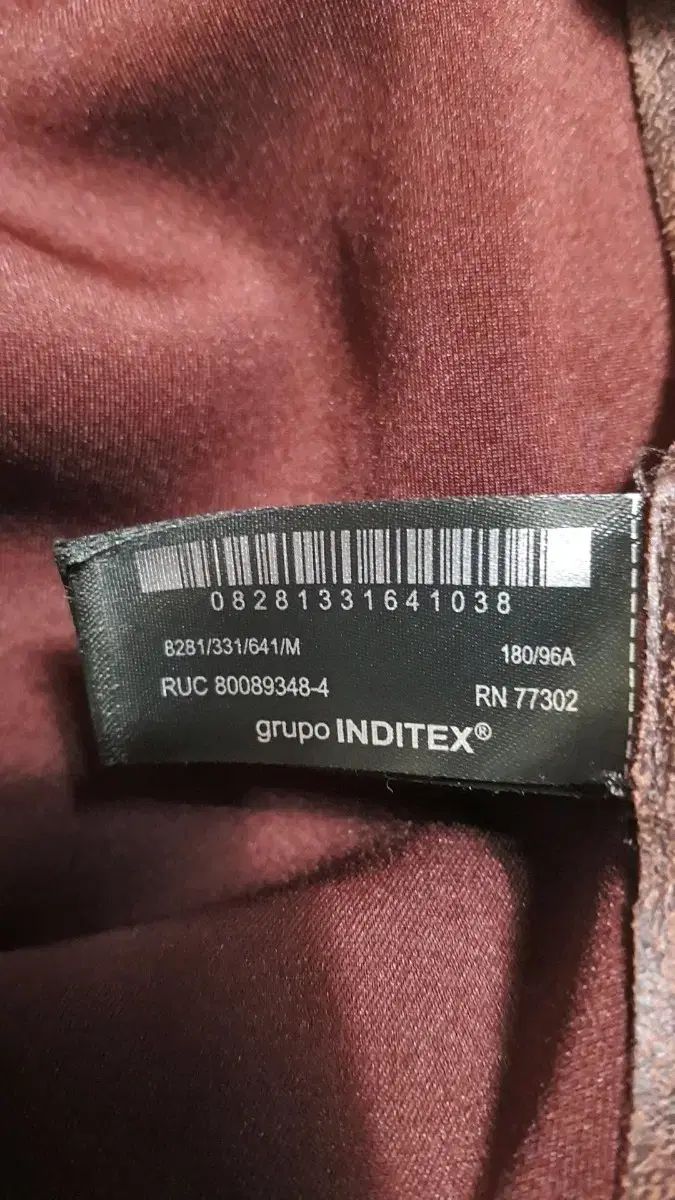 08281331641038
8281/331/641/M 180/96A
RUC 80089348-4 RN 77302
grupo INDITEX®